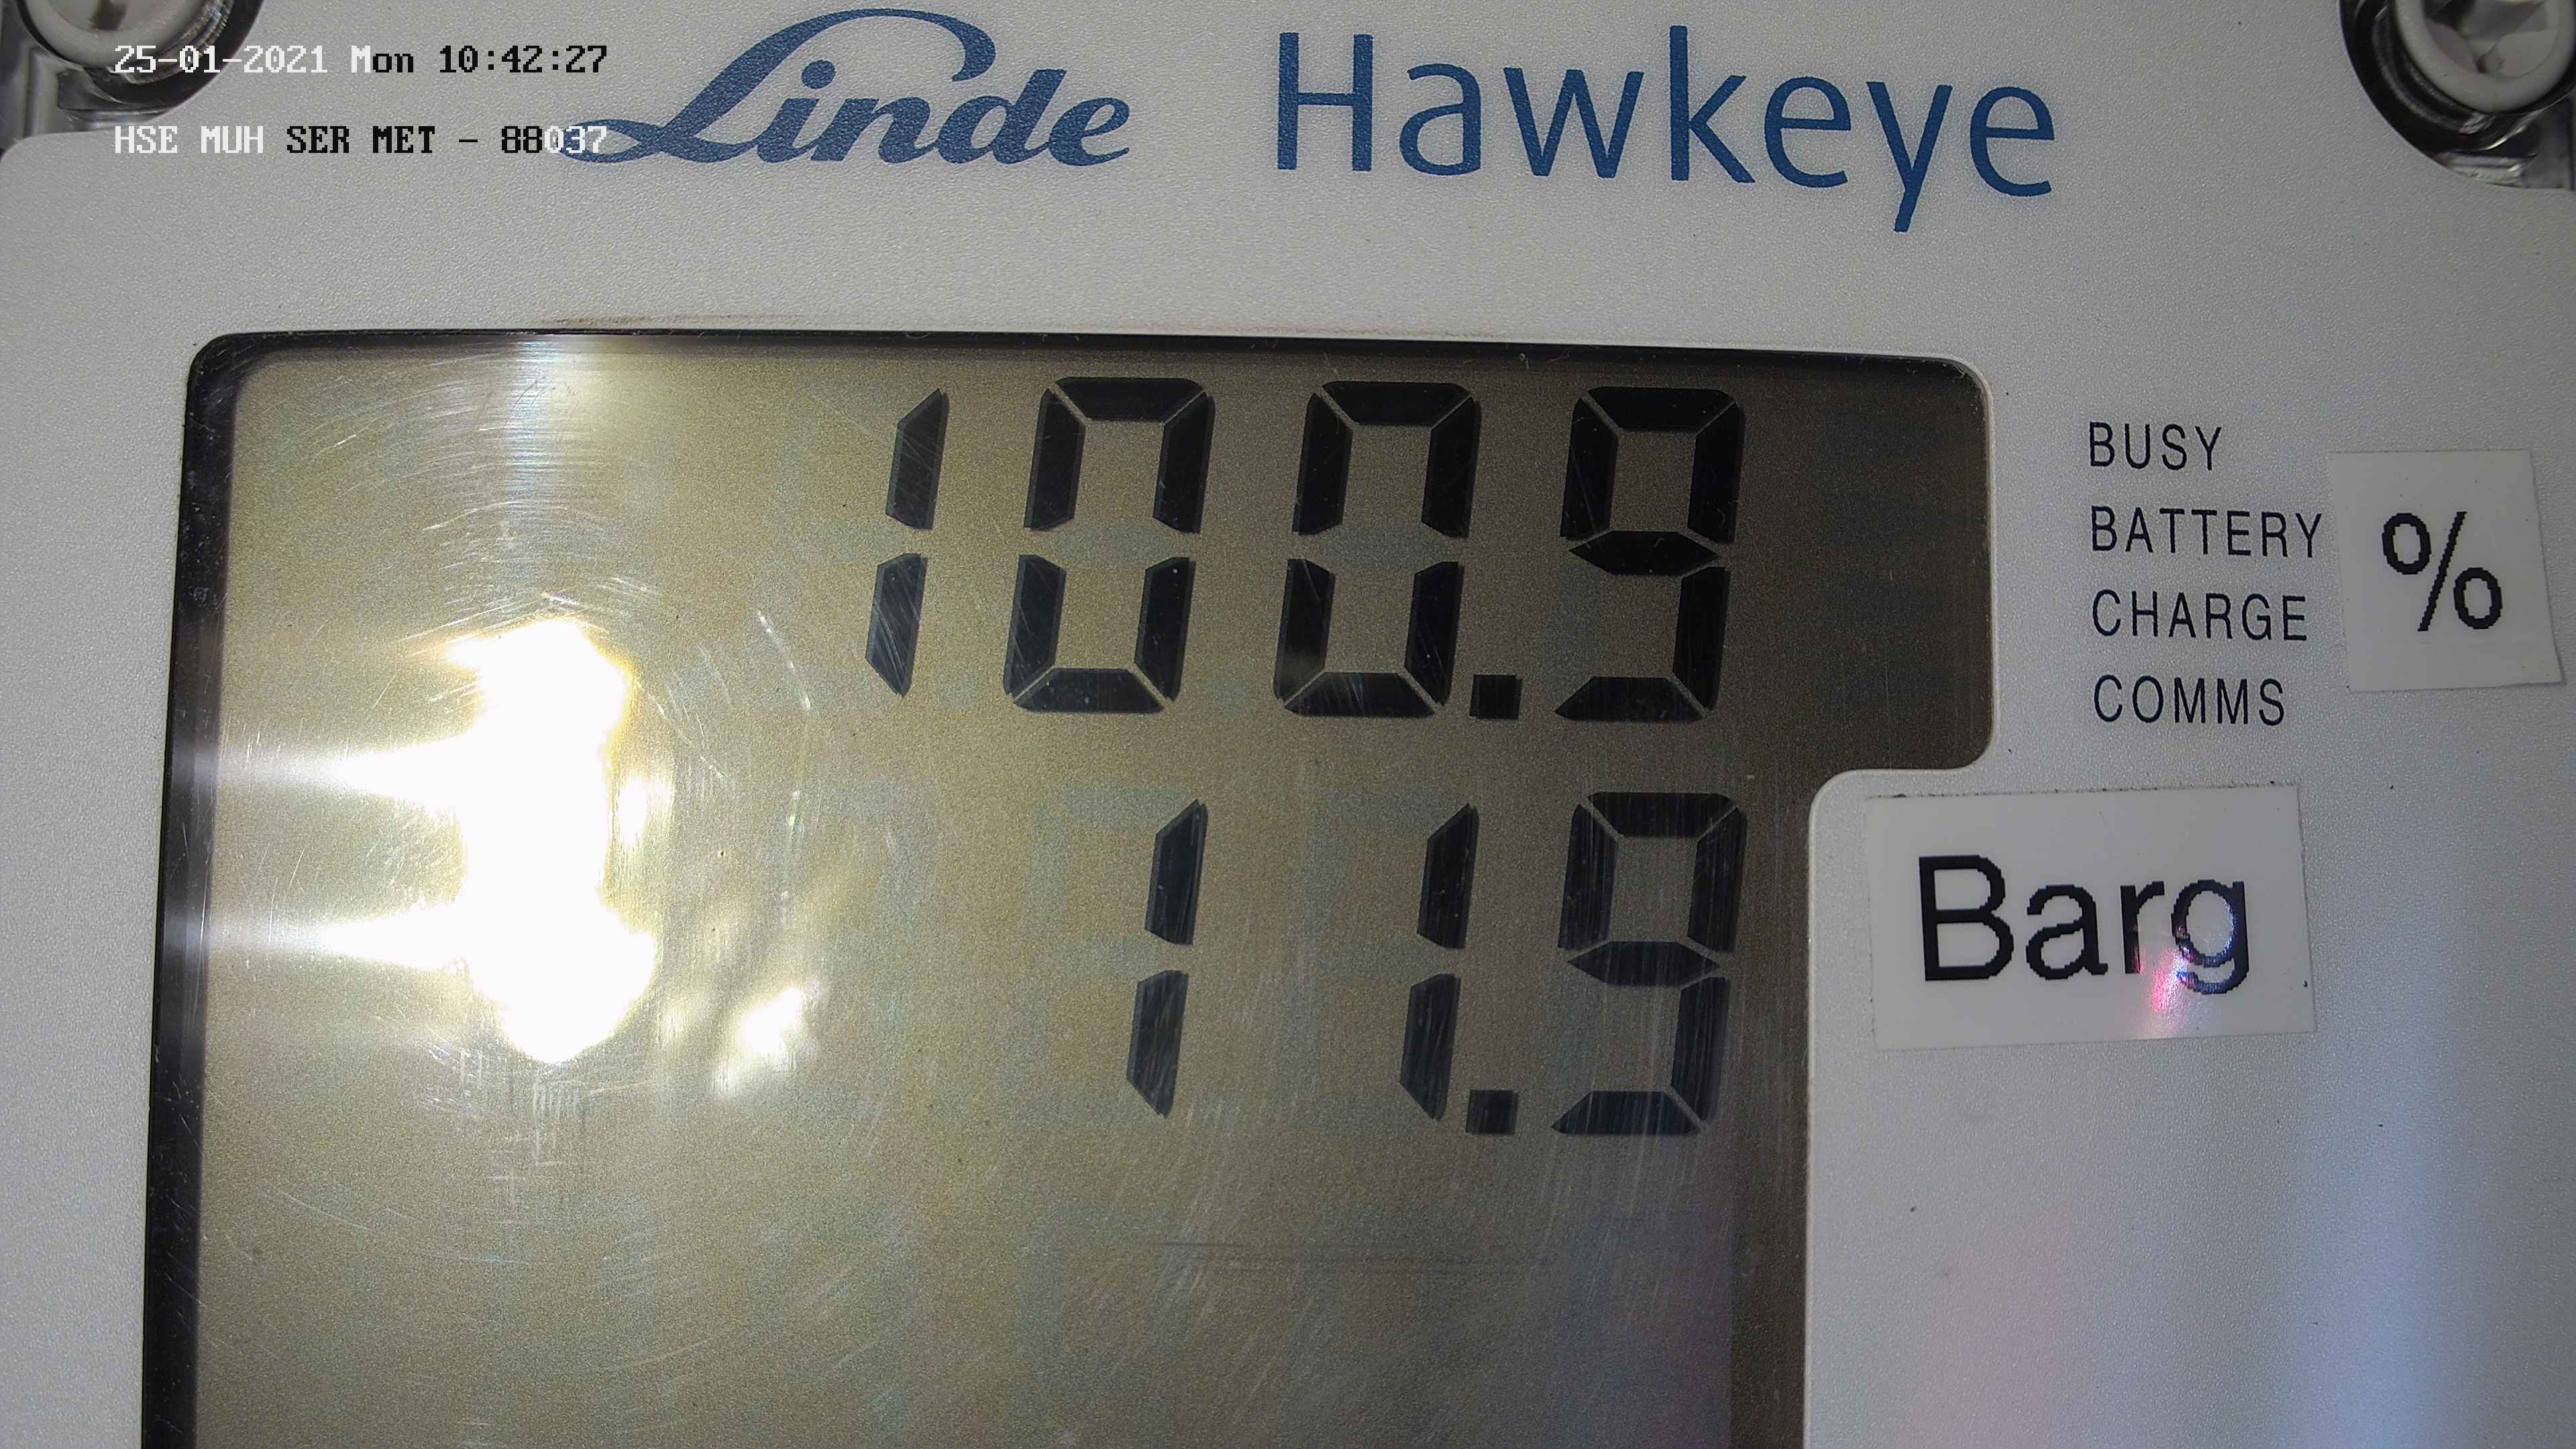 25-01-2021 Mon 10:42:27
HSE MUH SER MET - 88037
Linde Hawkeye
100.9
BUSY
BATTERY
CHARGE
COMMS
%
11.9
Barg